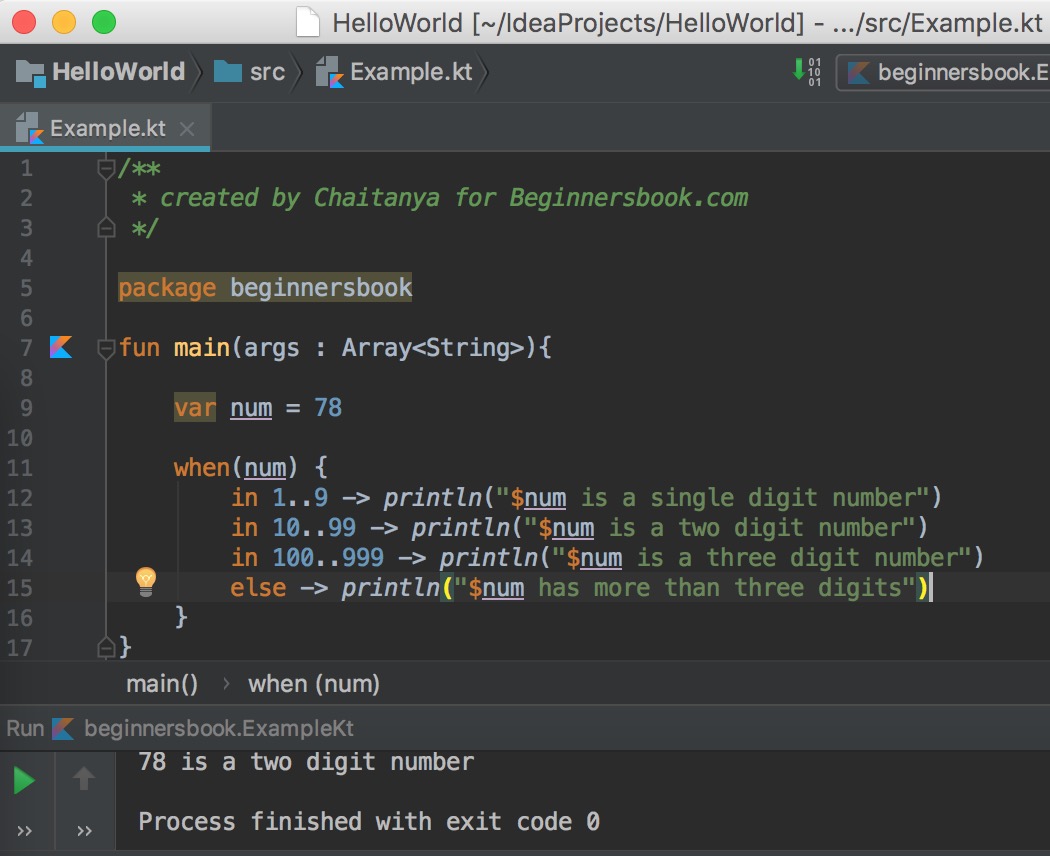 HelloWorld [~/IdeaProjects/HelloWorld] - .../src/Example.kt
HelloWorld src Example.kt 01 10 01 beginnersbook.E
Example.kt
1 /**
2 * created by Chaitanya for Beginnersbook.com
3 */
4
5 package beginnersbook
6
7 fun main(args : Array<String>){
8
9 var num = 78
10
11 when(num) {
12 in 1..9 -> println("$num is a single digit number")
13 in 10..99 -> println("$num is a two digit number")
14 in 100..999 -> println("$num is a three digit number")
15 else -> println("$num has more than three digits")
16 }
17 }
main() › when (num)
Run beginnersbook.ExampleKt
78 is a two digit number
Process finished with exit code 0